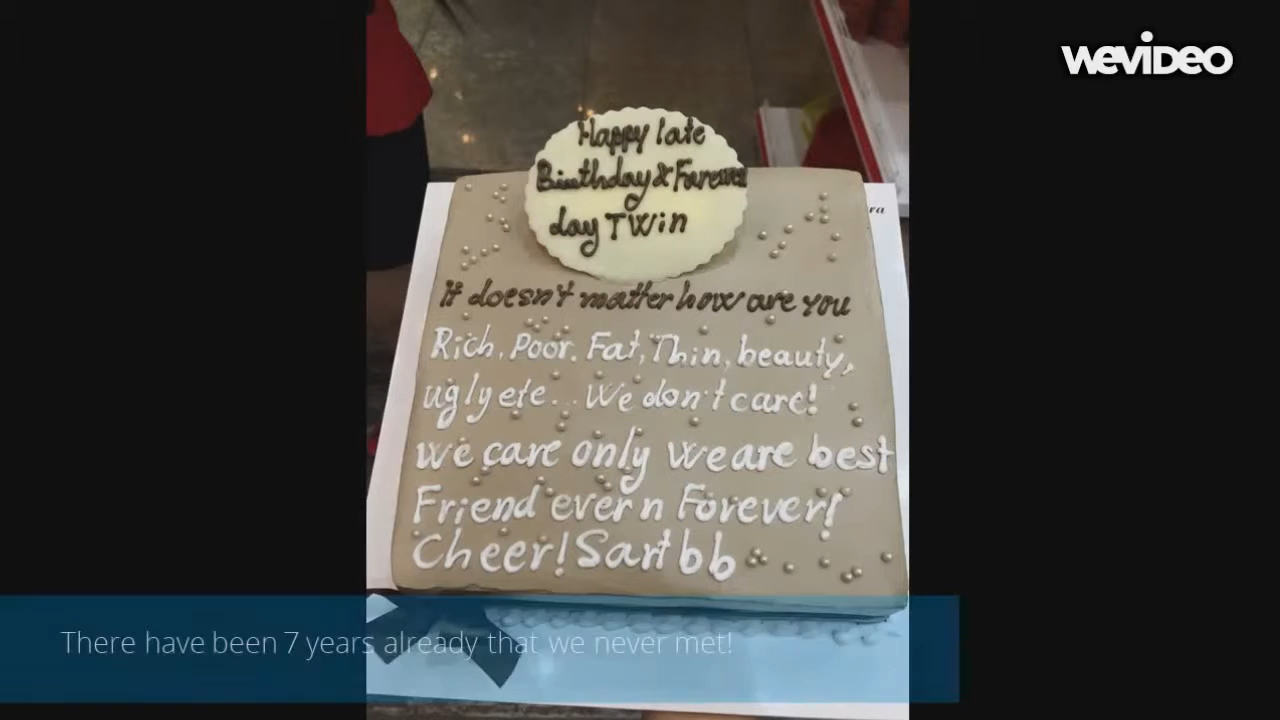 WEVIDEO
Happy late
Birthday & Farewell
day TWin
ra
It doesn't matter how are you
Rich, Poor, Fat, Thin, beauty,
ugly etc... We don't care!
we care only we are best
Friend ever n Forever!
Cheer! Sart bb
There have been 7 years already that we never met!